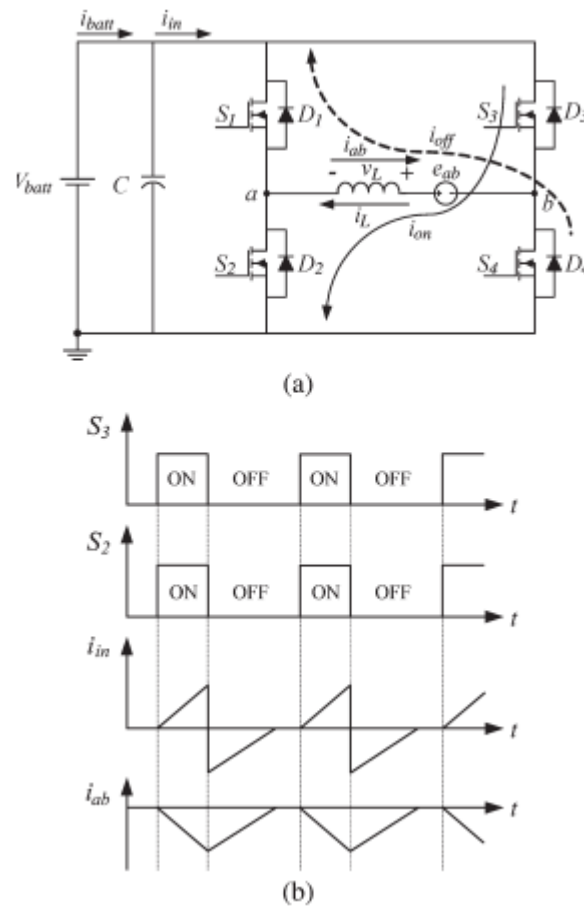 i_batt i_in
S_1 D_1 S_3 D_3
i_ab i_off
V_batt C - v_L + e_ab
a b
i_L i_on
S_2 D_2 S_4
(a)
S_3
ON OFF ON OFF t
S_2
ON OFF ON OFF t
i_in
t
i_ab
t
(b)